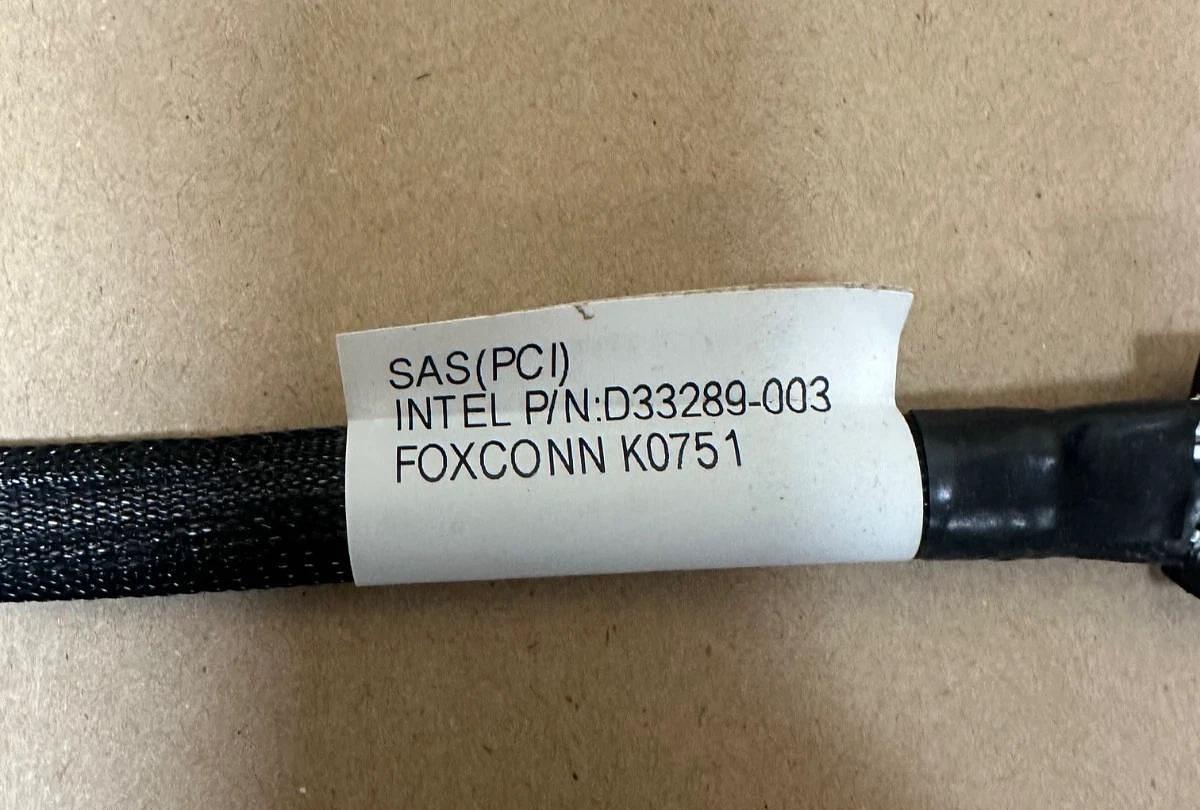 SAS(PCI)
INTEL P/N:D33289-003
FOXCONN K0751